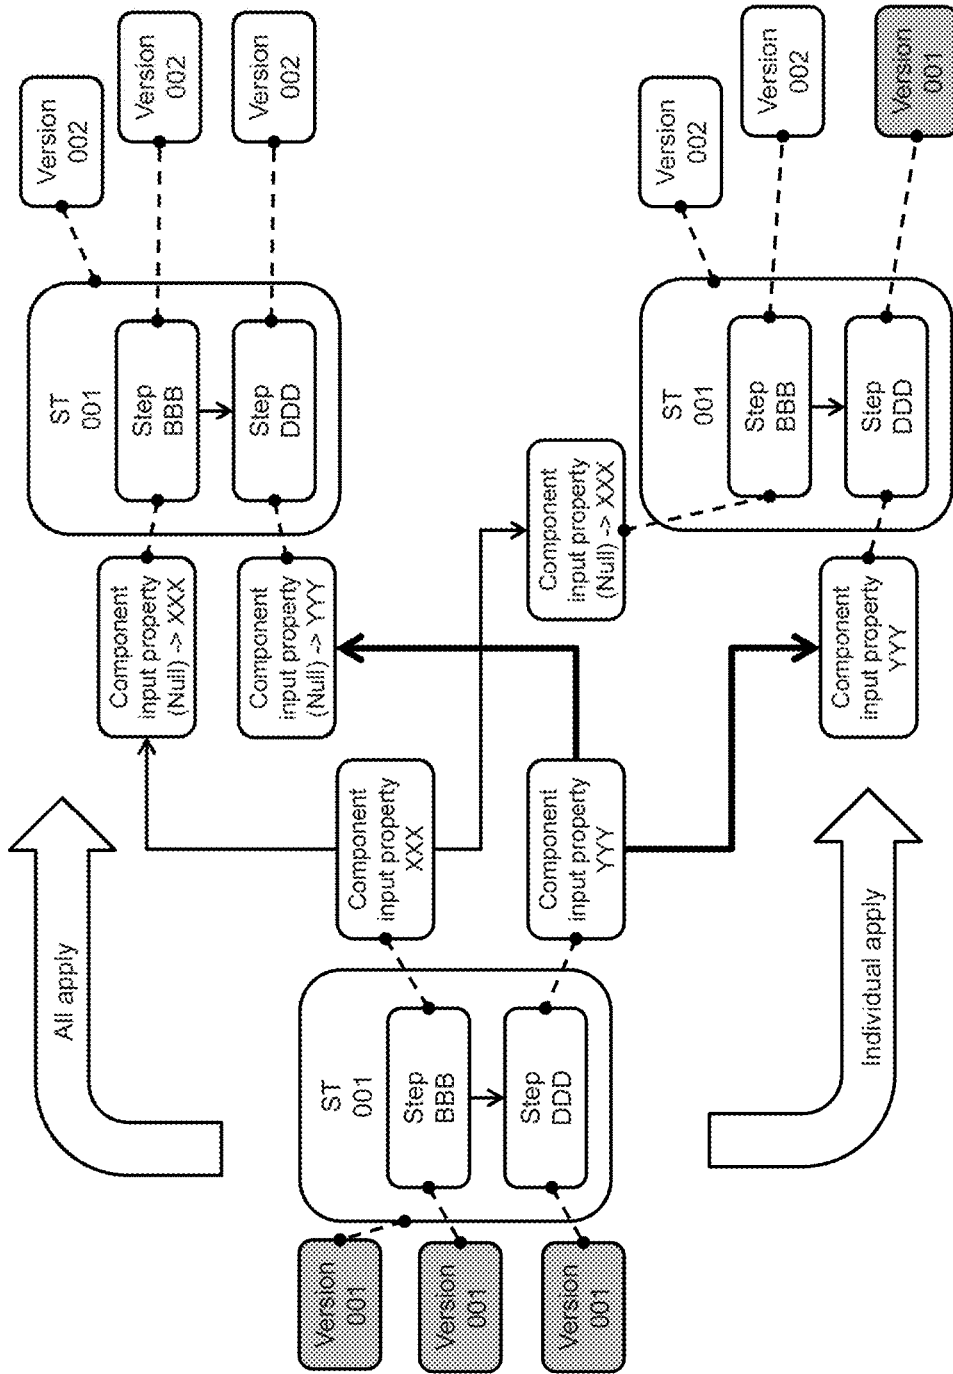 All apply
Version
001
Version
001
Version
001
ST
001
Step
BBB
Step
DDD
Component
input property
XXX
Component
input property
YYY
Component
input property
(Null) -> XXX
Component
input property
(Null) -> YYY
ST
001
Step
BBB
Step
DDD
Version
002
Version
002
Version
002
Individual apply
Component
input property
(Null) -> XXX
Component
input property
YYY
ST
001
Step
BBB
Step
DDD
Version
002
Version
002
Version
001